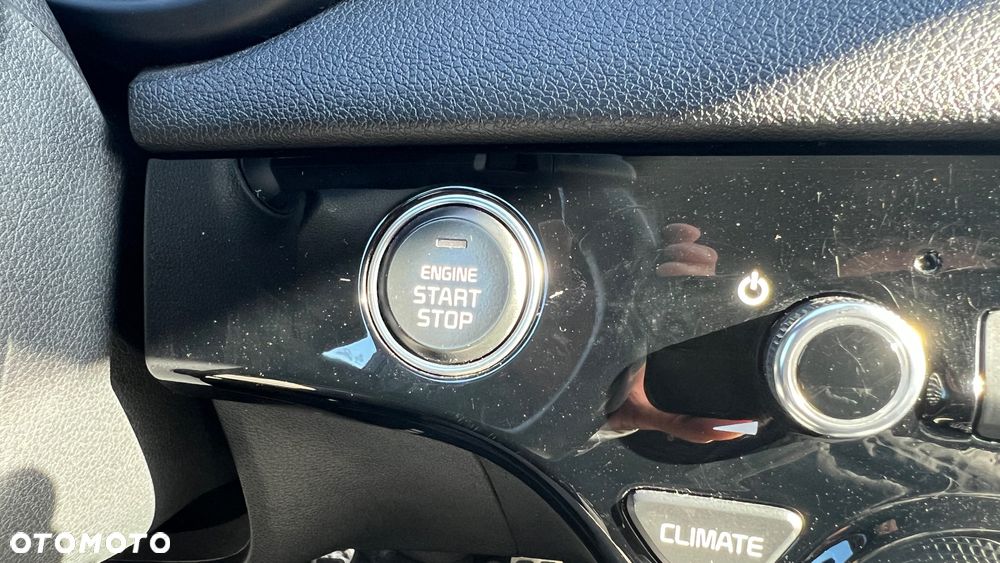 ENGINE
START
STOP
CLIMATE
OTOMOTO